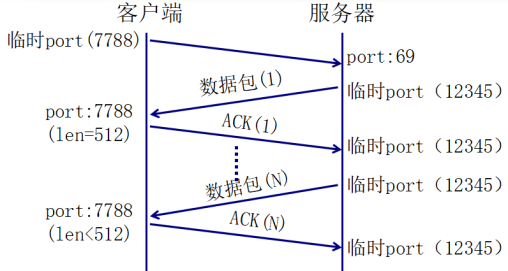 客户端 服务器
临时port(7788)
port:69
数据包(1)
临时port（12345）
port:7788
(len=512)
ACK(1)
临时port（12345）
数据包(N)
临时port（12345）
port:7788
(len<512)
ACK(N)
临时port（12345）